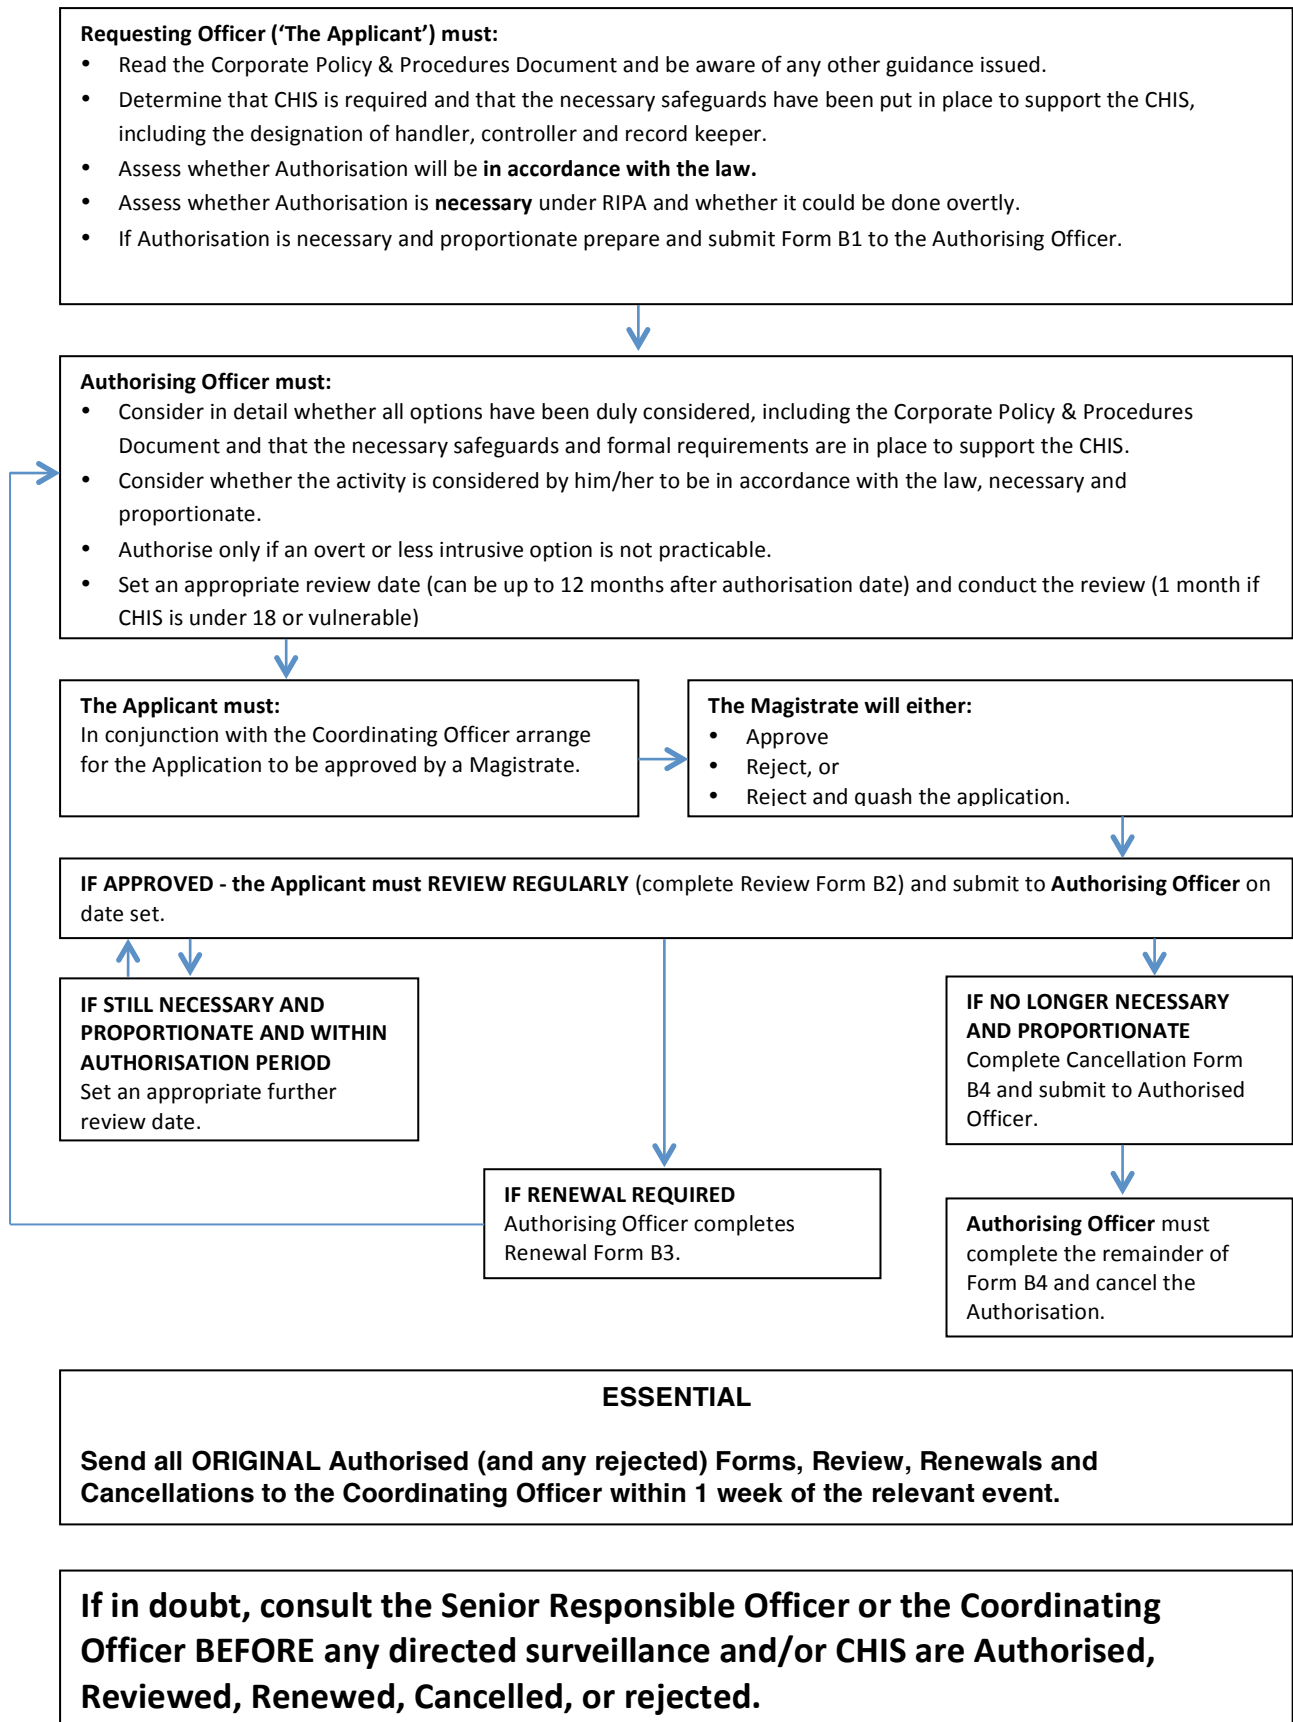 Requesting Officer (‘The Applicant’) must:
• Read the Corporate Policy & Procedures Document and be aware of any other guidance issued.
• Determine that CHIS is required and that the necessary safeguards have been put in place to support the CHIS,
including the designation of handler, controller and record keeper.
• Assess whether Authorisation will be in accordance with the law.
• Assess whether Authorisation is necessary under RIPA and whether it could be done overtly.
• If Authorisation is necessary and proportionate prepare and submit Form B1 to the Authorising Officer.
Authorising Officer must:
• Consider in detail whether all options have been duly considered, including the Corporate Policy & Procedures
Document and that the necessary safeguards and formal requirements are in place to support the CHIS.
• Consider whether the activity is considered by him/her to be in accordance with the law, necessary and
proportionate.
• Authorise only if an overt or less intrusive option is not practicable.
• Set an appropriate review date (can be up to 12 months after authorisation date) and conduct the review (1 month if
CHIS is under 18 or vulnerable)
The Applicant must:
In conjunction with the Coordinating Officer arrange
for the Application to be approved by a Magistrate.
The Magistrate will either:
• Approve
• Reject, or
• Reject and quash the application.
IF APPROVED - the Applicant must REVIEW REGULARLY (complete Review Form B2) and submit to Authorising Officer on
date set.
IF STILL NECESSARY AND
PROPORTIONATE AND WITHIN
AUTHORISATION PERIOD
Set an appropriate further
review date.
IF NO LONGER NECESSARY
AND PROPORTIONATE
Complete Cancellation Form
B4 and submit to Authorised
Officer.
IF RENEWAL REQUIRED
Authorising Officer completes
Renewal Form B3.
Authorising Officer must
complete the remainder of
Form B4 and cancel the
Authorisation.
ESSENTIAL
Send all ORIGINAL Authorised (and any rejected) Forms, Review, Renewals and
Cancellations to the Coordinating Officer within 1 week of the relevant event.
If in doubt, consult the Senior Responsible Officer or the Coordinating
Officer BEFORE any directed surveillance and/or CHIS are Authorised,
Reviewed, Renewed, Cancelled, or rejected.